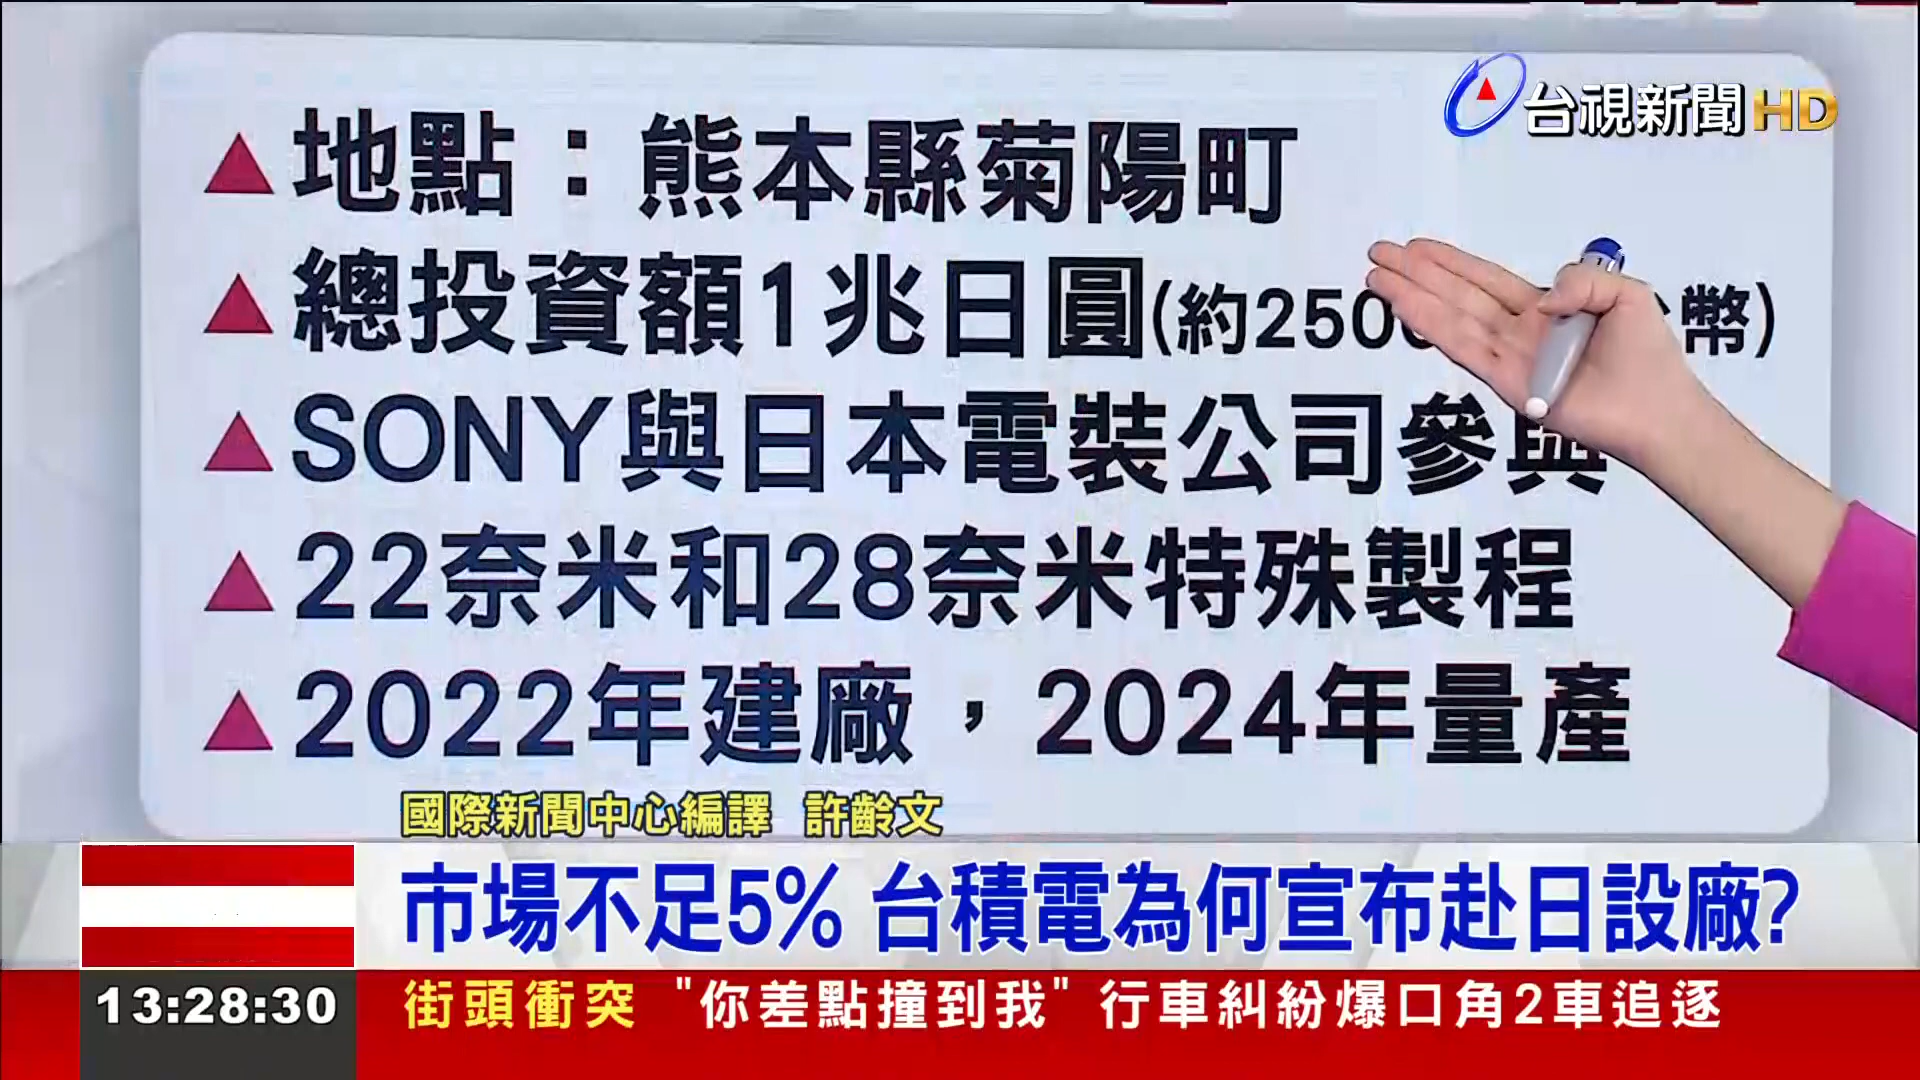 台視新聞HD
▲地點：熊本縣菊陽町
▲總投資額1兆日圓(約250 幣)
▲SONY與日本電裝公司參與
▲22奈米和28奈米特殊製程
▲2022年建廠，2024年量產
國際新聞中心編譯 許齡文
市場不足5% 台積電為何宣布赴日設廠?
13:28:30
街頭衝突 "你差點撞到我" 行車糾紛爆口角2車追逐